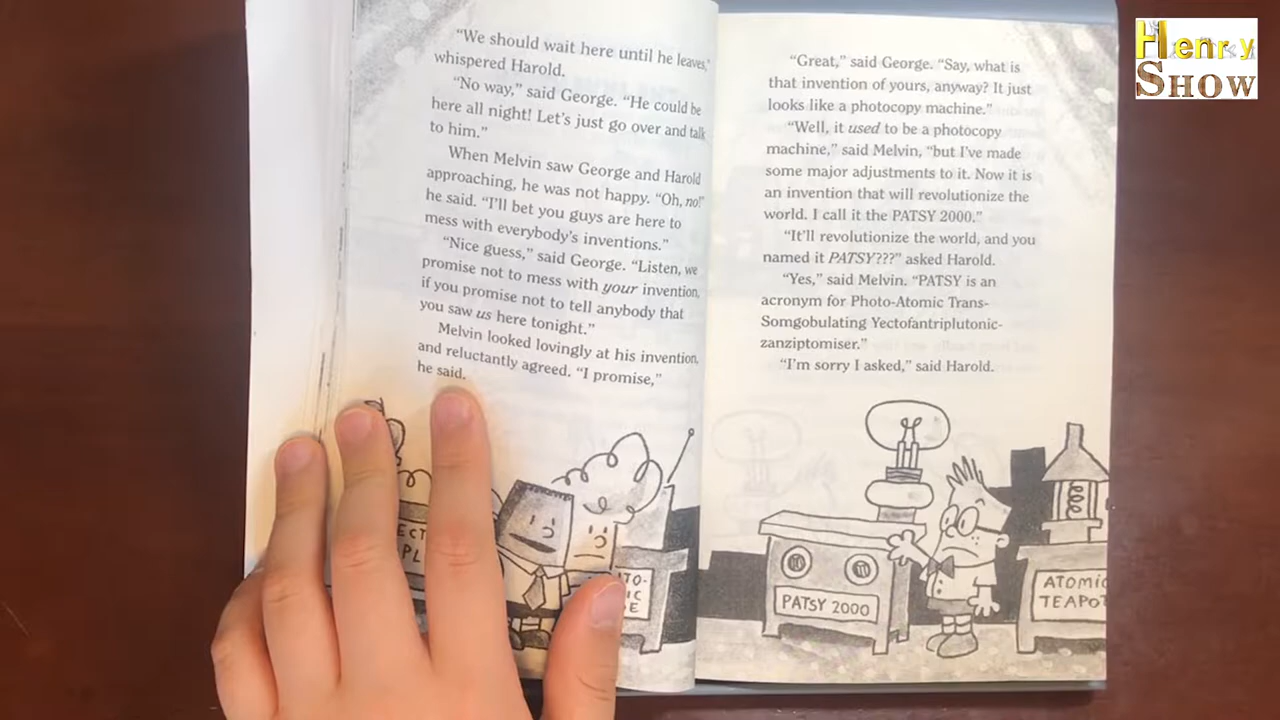 "We should wait here until he leaves,"
whispered Harold.
"No way," said George. "He could be
here all night! Let's just go over and talk
to him."
When Melvin saw George and Harold
approaching, he was not happy. "Oh, no!"
he said. "I'll bet you guys are here to
mess with everybody's inventions."
"Nice guess," said George. "Listen, we
promise not to mess with your invention,
if you promise not to tell anybody that
you saw us here tonight."
Melvin looked lovingly at his invention,
and reluctantly agreed. "I promise,"
he said.
"Great," said George. "Say, what is
that invention of yours, anyway? It just
looks like a photocopy machine."
"Well, it used to be a photocopy
machine," said Melvin, "but I've made
some major adjustments to it. Now it is
an invention that will revolutionize the
world. I call it the PATSY 2000."
"It'll revolutionize the world, and you
named it PATSY???" asked Harold.
"Yes," said Melvin. "PATSY is an
acronym for Photo-Atomic Trans-
Somgobulating Yectofantriplutonic-
zanziptomiser."
"I'm sorry I asked," said Harold.
PATSY 2000
ATOMIC
TEAPOT
Henry
SHOW